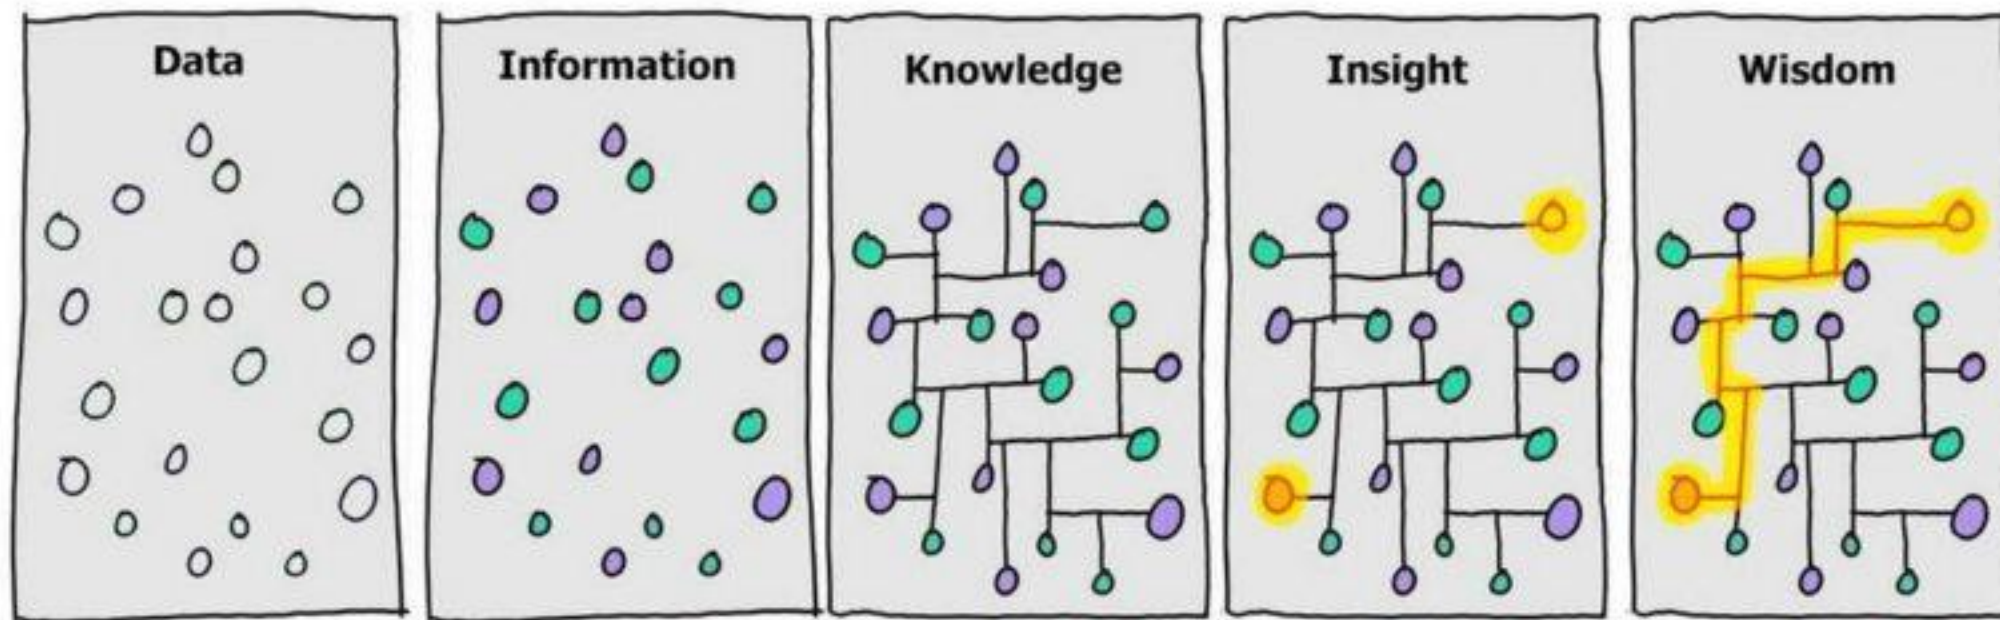 Data
Information
Knowledge
Insight
Wisdom